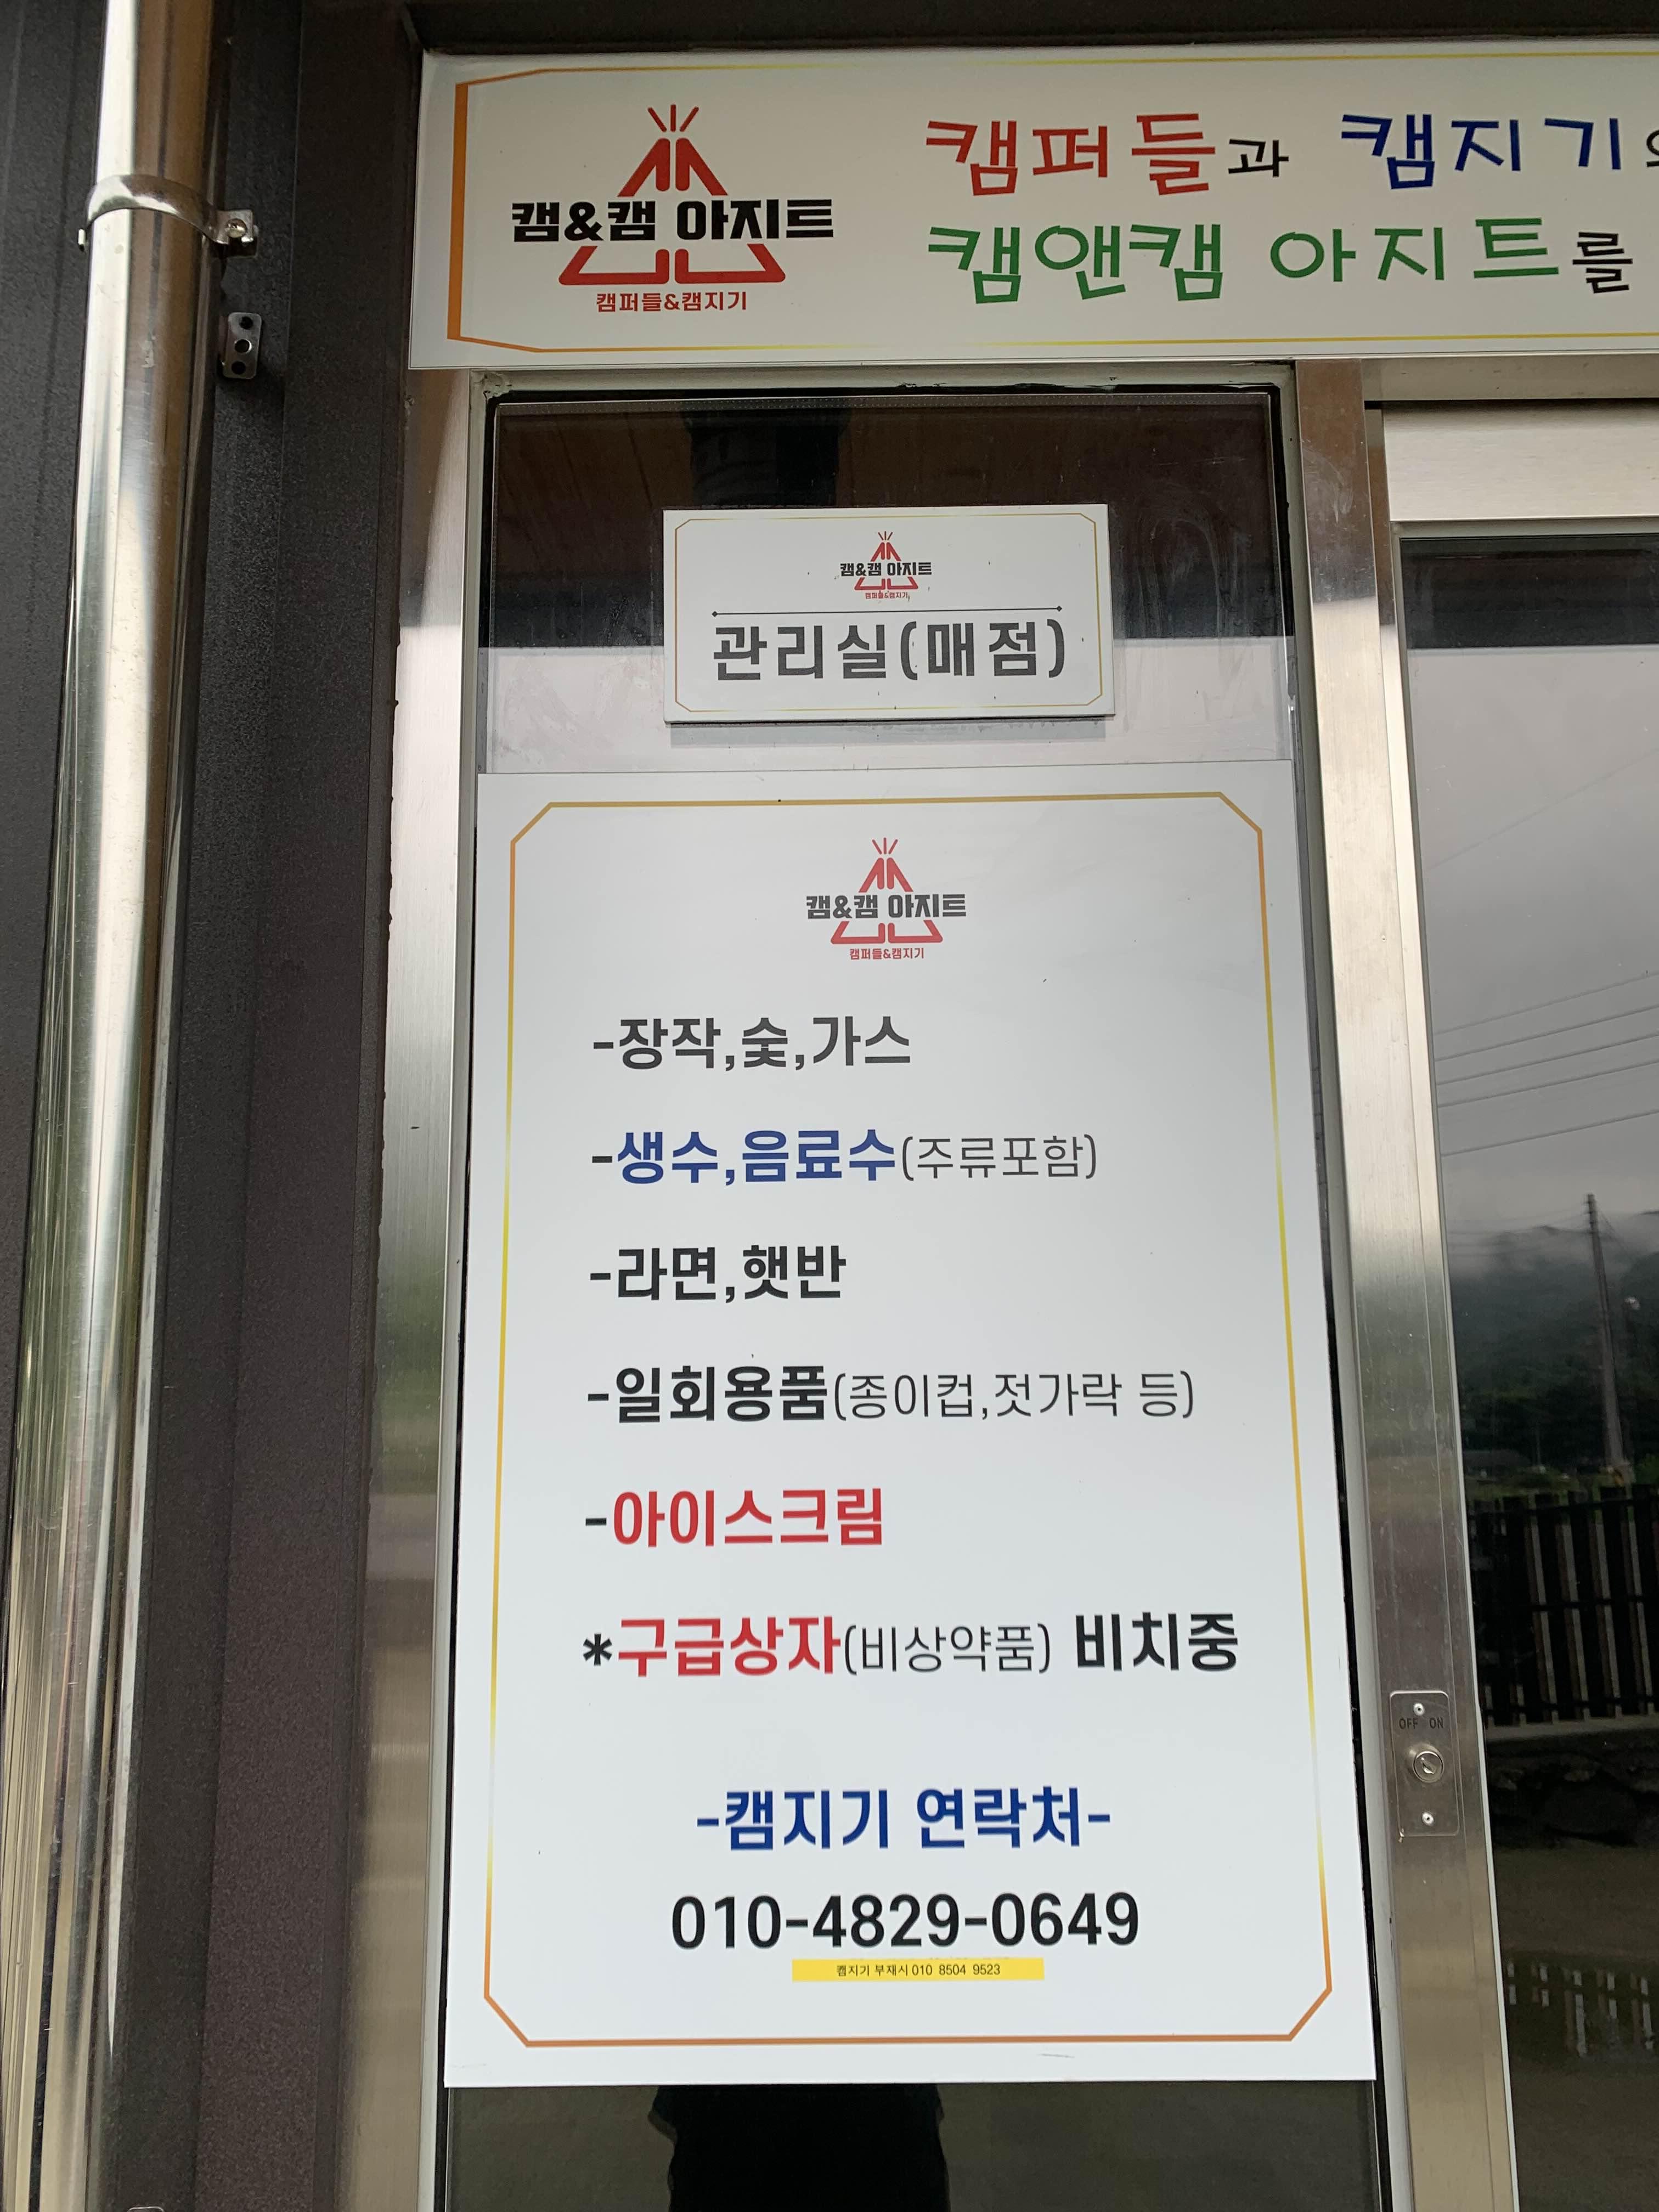 캠&캠 아지트
캠퍼들&캠지기
캠퍼들과 캠지기
캠앤캠 아지트를
캠&캠 아지트
캠퍼들&캠지기
관리실(매점)
캠&캠 아지트
캠퍼들&캠지기
-장작,숯,가스
-생수,음료수(주류포함)
-라면,햇반
-일회용품(종이컵,젓가락 등)
-아이스크림
*구급상자(비상약품) 비치중
-캠지기 연락처-
010-4829-0649
캠지기 부재시 010 8504 9523
OFF ON